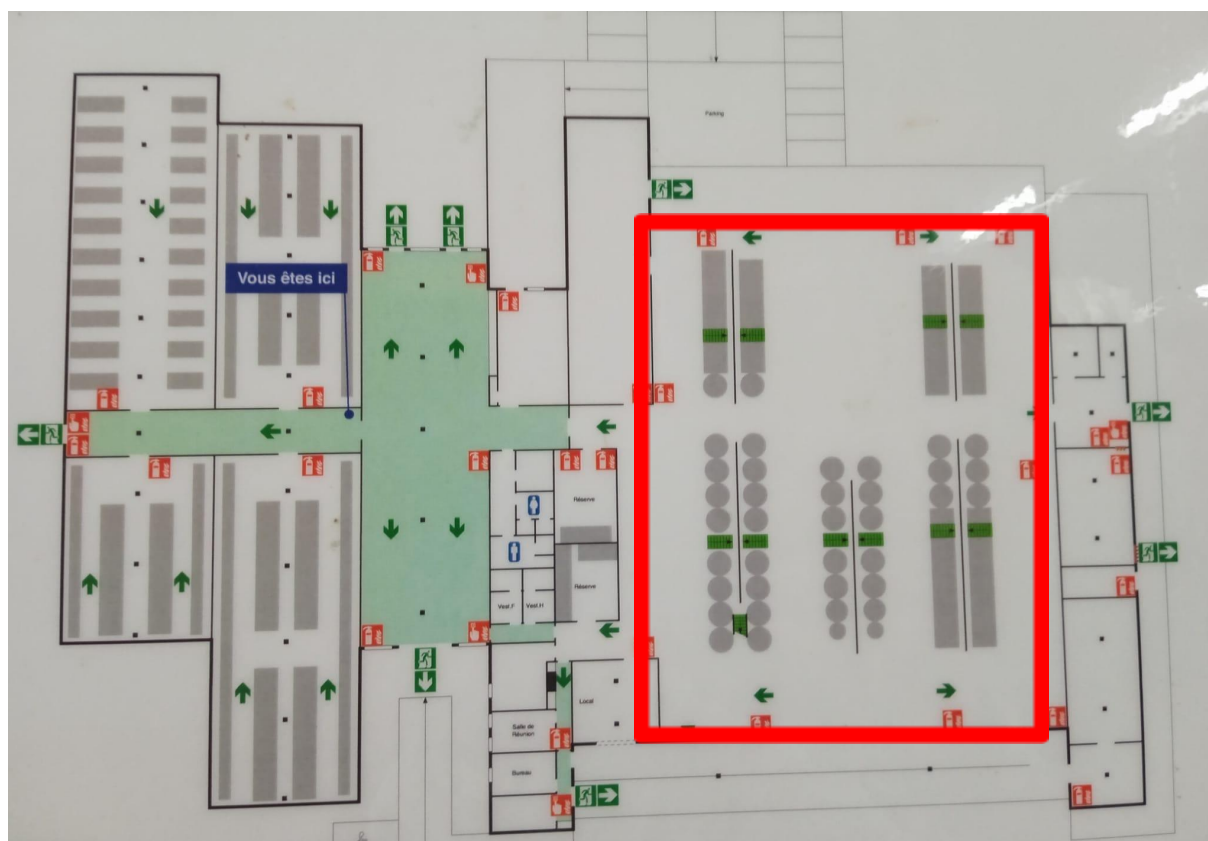 Parking
Vous êtes ici
Réserve
Réserve
Vest.F
Vest.H
Local
Salle de
Réunion
Bureau